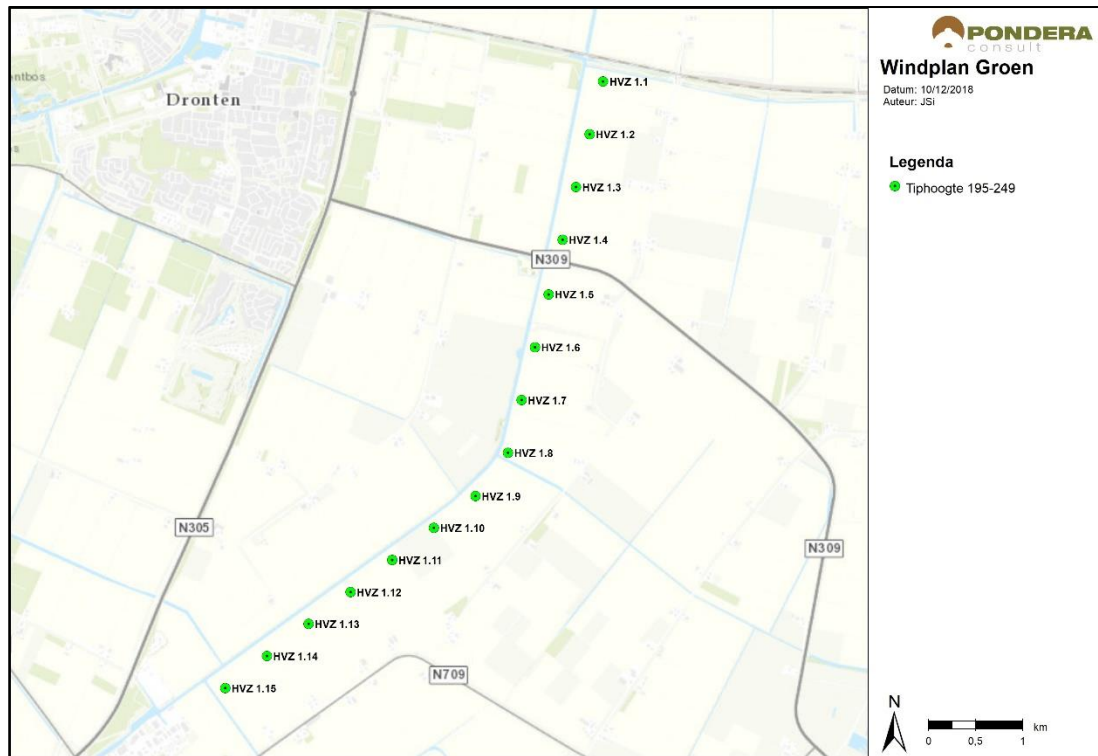 PONDERA
consult
Windplan Groen
Datum: 10/12/2018
Auteur: JSi
Legenda
Tiphoogte 195-249
ntbos
Dronten
HVZ 1.1
HVZ 1.2
HVZ 1.3
HVZ 1.4
N309
HVZ 1.5
HVZ 1.6
HVZ 1.7
HVZ 1.8
HVZ 1.9
HVZ 1.10
N305
N309
HVZ 1.11
HVZ 1.12
HVZ 1.13
HVZ 1.14
N709
HVZ 1.15
N
km
0 0,5 1